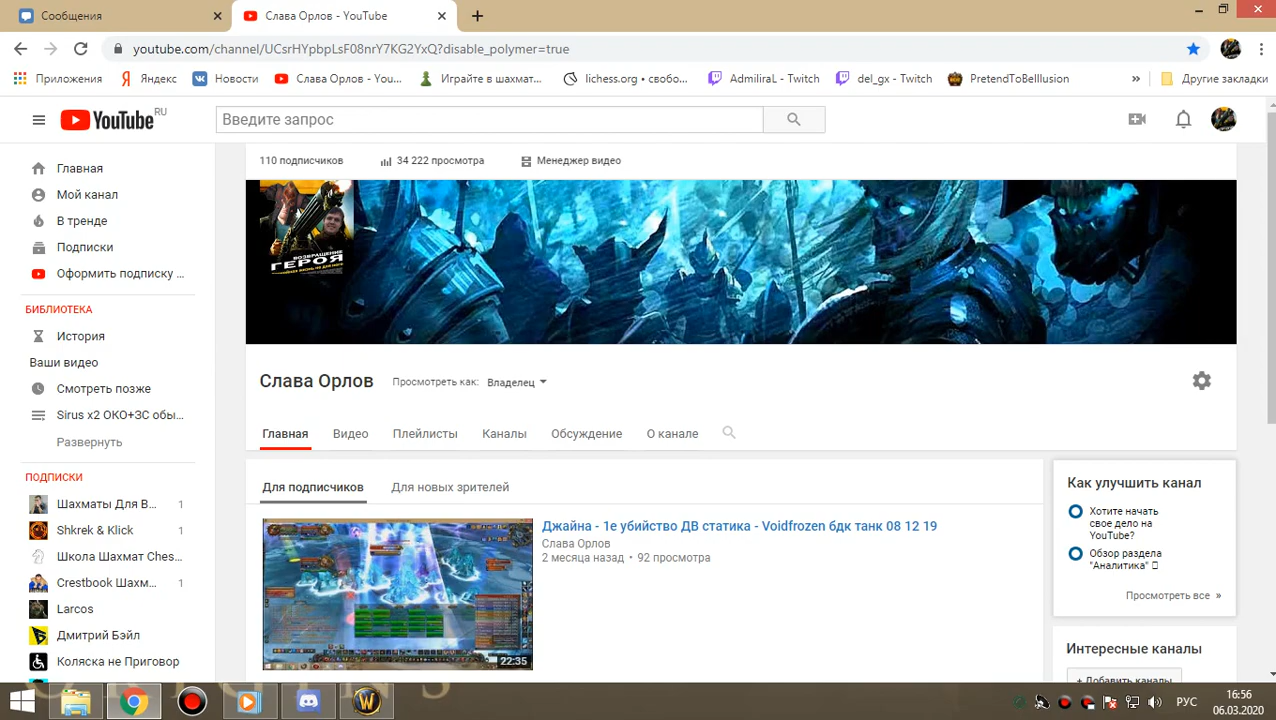 Сообщения
Слава Орлов - YouTube
youtube.com/channel/UCsrHYpbpLsF08nrY7KG2YxQ?disable_polymer=true
Приложения
Яндекс
Новости
Слава Орлов - You...
Играйте в шахмат...
lichess.org • свобо...
AdmiraL - Twitch
del_gx - Twitch
PretendToBeIllusion
»
Другие закладки
YouTube RU
Введите запрос
Главная
Мой канал
В тренде
Подписки
Оформить подписку ...
БИБЛИОТЕКА
История
Ваши видео
Смотреть позже
Sirus x2 ОКО+ЗС обы...
Развернуть
ПОДПИСКИ
Шахматы Для В... 1
Shkrek & Klick 1
Школа Шахмат Ches...
Crestbook Шахм... 1
Larcos
Дмитрий Бэйл
Коляска не Приговор
110 подписчиков
34 222 просмотра
Менеджер видео
ВОЗВРАЩЕНИЕ
ГЕРОЯ
Слава Орлов
Просмотреть как: Владелец
Главная
Видео
Плейлисты
Каналы
Обсуждение
О канале
Для подписчиков
Для новых зрителей
22:35
Джайна - 1е убийство ДВ статика - Voidfrozen бдк танк 08 12 19
Слава Орлов
2 месяца назад • 92 просмотра
Как улучшить канал
Хотите начать
свое дело на
YouTube?
Обзор раздела
"Аналитика"
Просмотреть все »
Интересные каналы
+ Добавить каналы
РУС
16:56
06.03.2020